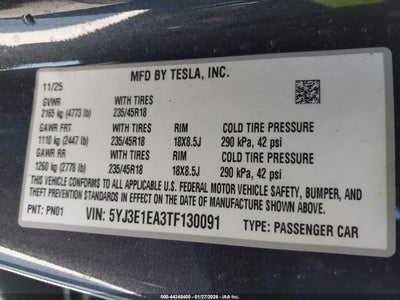 MFD BY TESLA, INC.
11/25
GVWR WITH TIRES
2165 kg (4773 lb) 235/45R18
GAWR FRT WITH TIRES RIM COLD TIRE PRESSURE
1110 kg (2447 lb) 235/45R18 18X8.5J 290 kPa, 42 psi
GAWR RR WITH TIRES RIM COLD TIRE PRESSURE
1260 kg (2778 lb) 235/45R18 18X8.5J 290 kPa, 42 psi
THIS VEHICLE CONFORMS TO ALL APPLICABLE U.S. FEDERAL MOTOR VEHICLE SAFETY, BUMPER, AND
THEFT PREVENTION STANDARDS IN EFFECT ON THE DATE OF MANUFACTURE SHOWN ABOVE.
PNT: PN01 VIN: 5YJ3E1EA3TF130091 TYPE: PASSENGER CAR
000-44248400 - 01/27/2026 - IAA Inc.